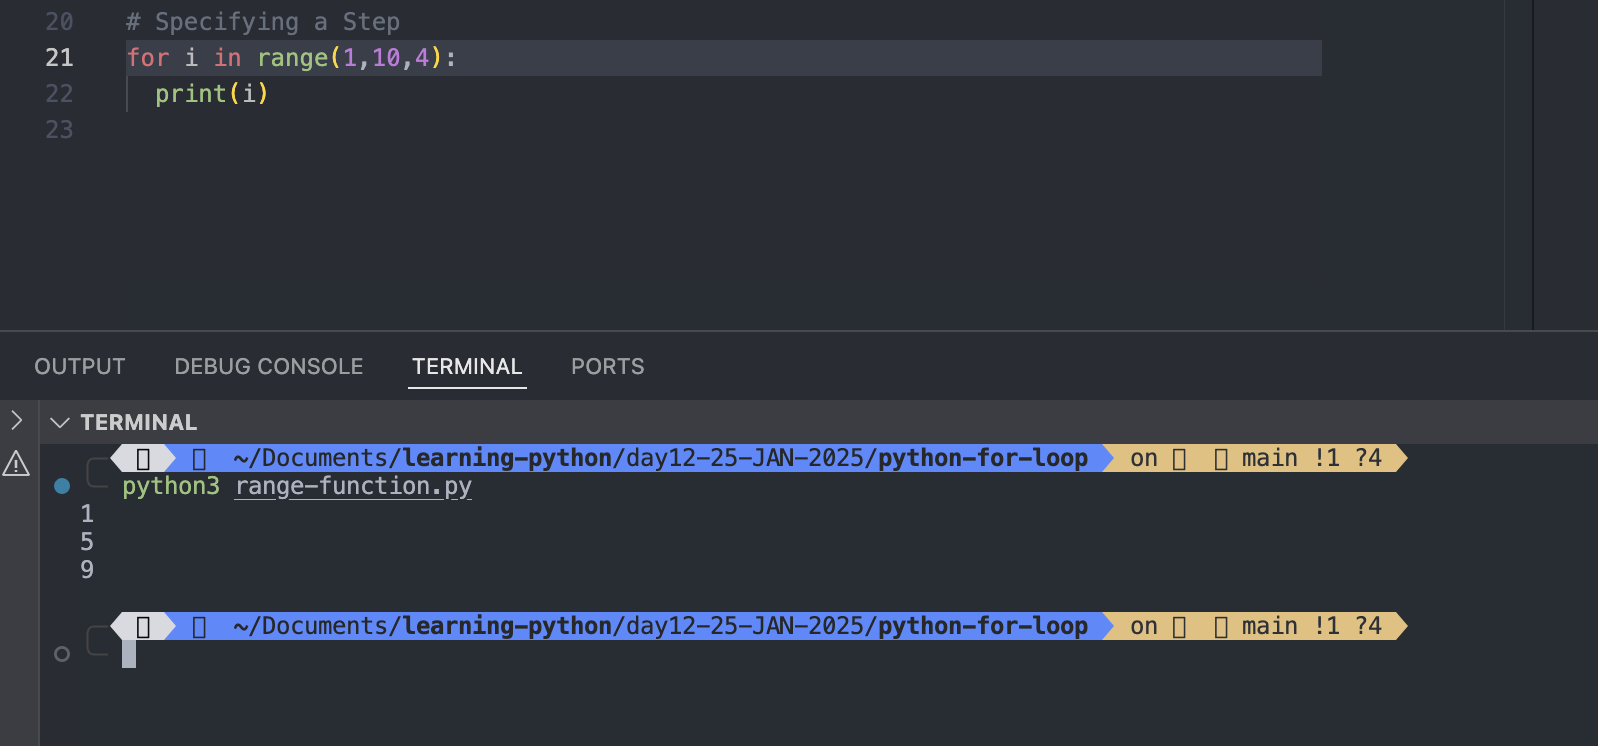 20 # Specifying a Step
21 for i in range(1,10,4):
22 print(i)
23
OUTPUT DEBUG CONSOLE TERMINAL PORTS
TERMINAL
~/Documents/learning-python/day12-25-JAN-2025/python-for-loop on main !1 ?4
python3 range-function.py
1
5
9
~/Documents/learning-python/day12-25-JAN-2025/python-for-loop on main !1 ?4